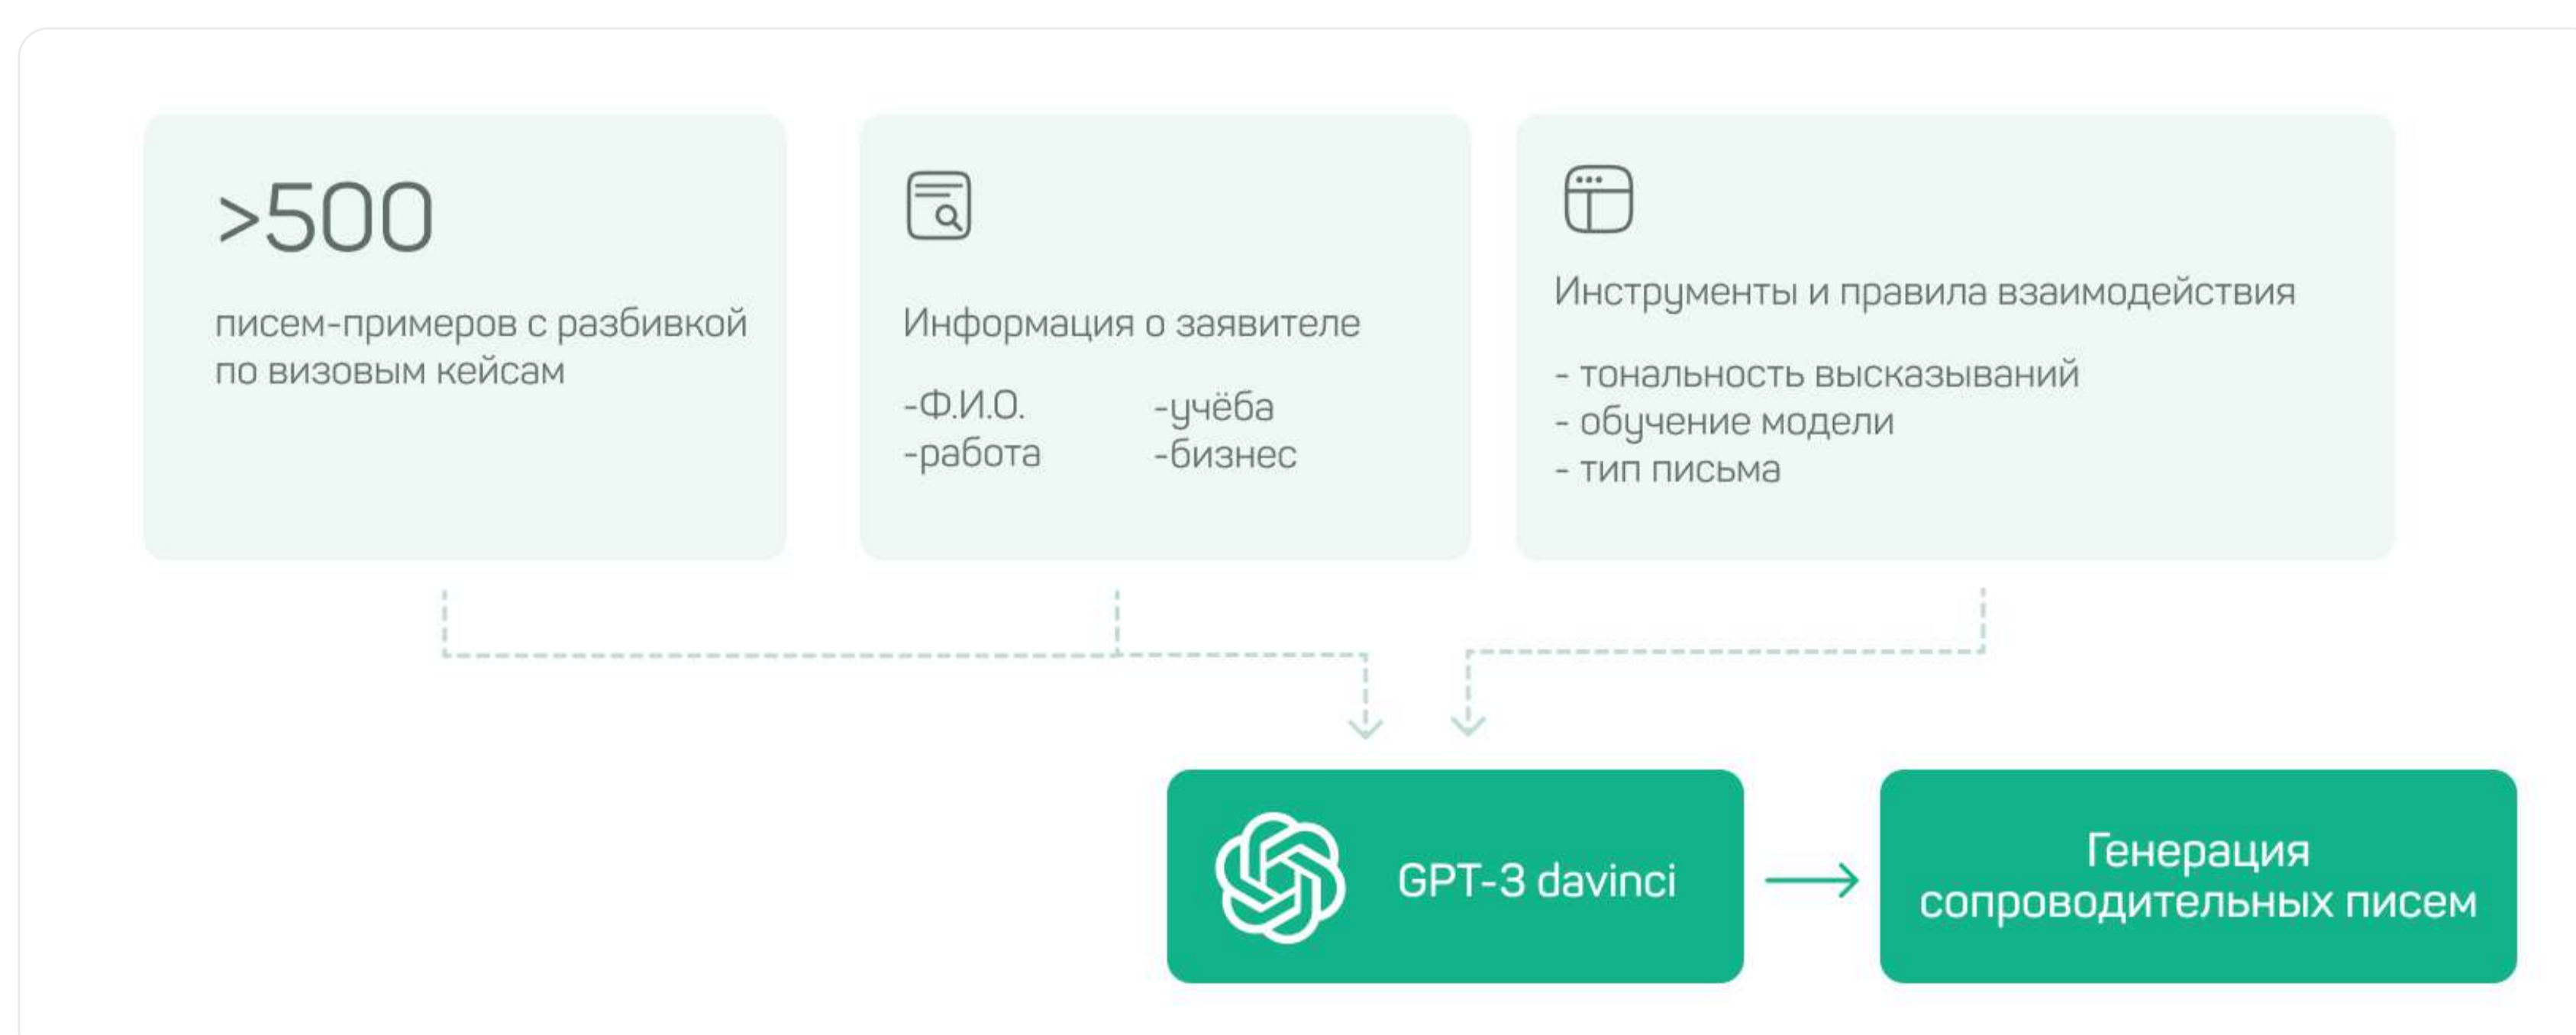 >500
писем-примеров с разбивкой
по визовым кейсам
Информация о заявителе
-Ф.И.О.
-работа
-учёба
-бизнес
Инструменты и правила взаимодействия
- тональность высказываний
- обучение модели
- тип письма
GPT-3 davinci
Генерация
сопроводительных писем